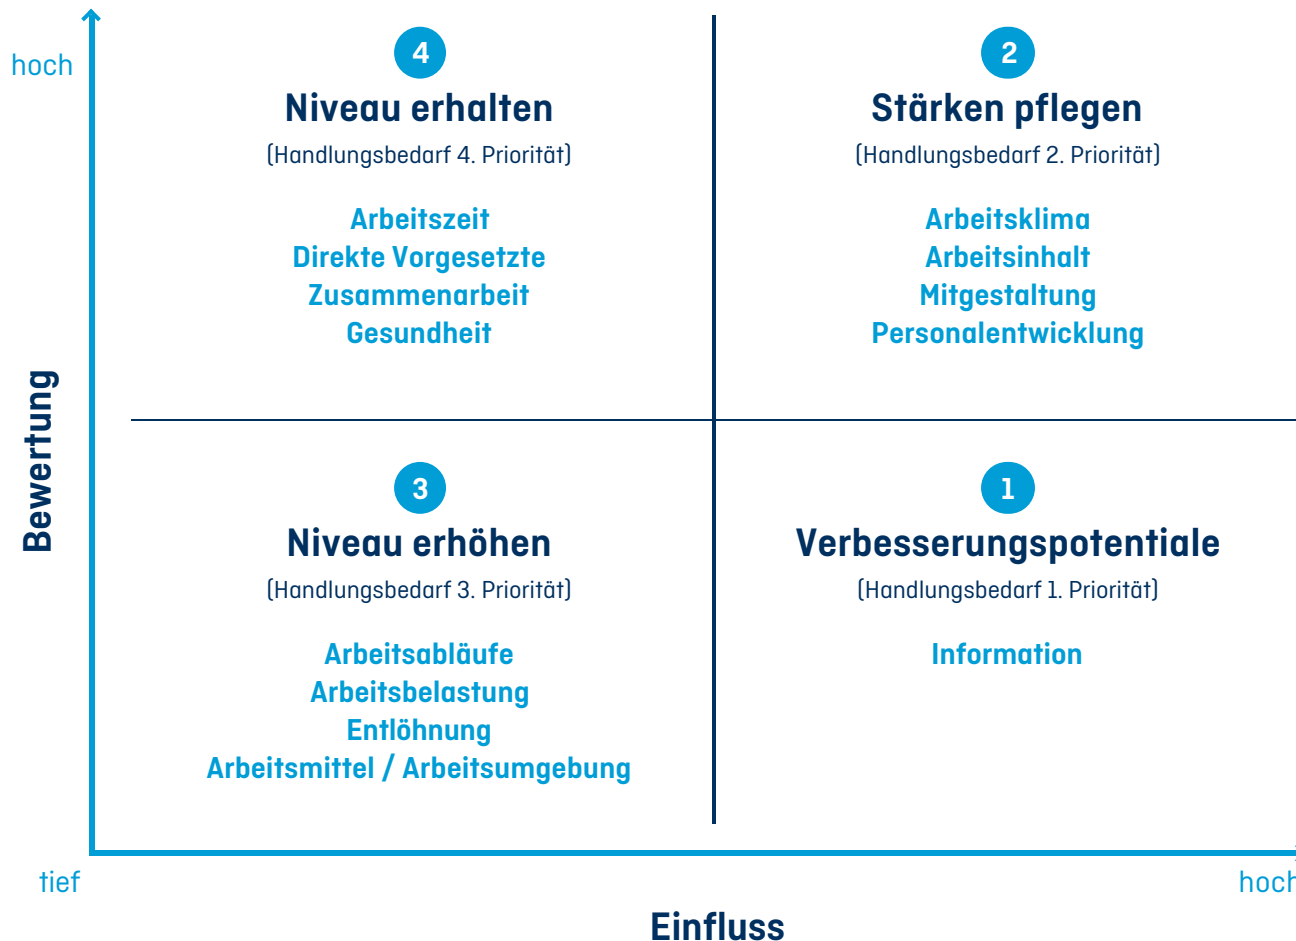 hoch
4
Niveau erhalten
(Handlungsbedarf 4. Priorität)
Arbeitszeit
Direkte Vorgesetzte
Zusammenarbeit
Gesundheit
2
Stärken pflegen
(Handlungsbedarf 2. Priorität)
Arbeitsklima
Arbeitsinhalt
Mitgestaltung
Personalentwicklung
Bewertung
3
Niveau erhöhen
(Handlungsbedarf 3. Priorität)
Arbeitsabläufe
Arbeitsbelastung
Entlöhnung
Arbeitsmittel / Arbeitsumgebung
1
Verbesserungspotentiale
(Handlungsbedarf 1. Priorität)
Information
tief
hoch
Einfluss